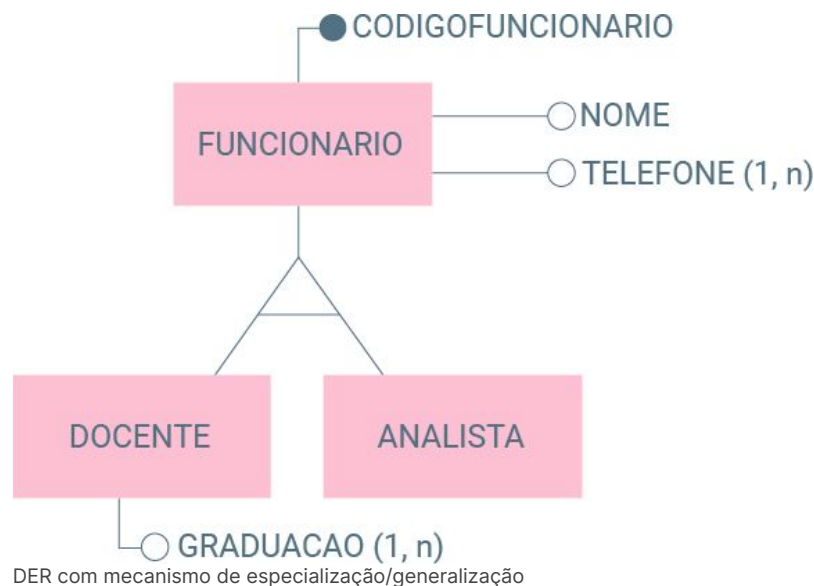 CODIGOFUNCIONARIO
FUNCIONARIO
NOME
TELEFONE (1, n)
DOCENTE
ANALISTA
GRADUACAO (1, n)
DER com mecanismo de especialização/generalização